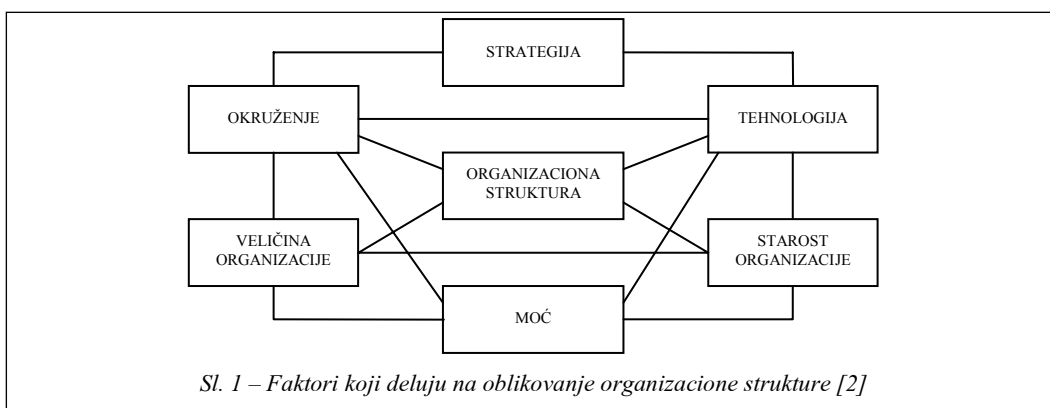 STRATEGIJA
OKRUŽENJE
TEHNOLOGIJA
ORGANIZACIONA
STRUKTURA
VELIČINA
ORGANIZACIJE
STAROST
ORGANIZACIJE
MOĆ
Sl. 1 – Faktori koji deluju na oblikovanje organizacione strukture [2]